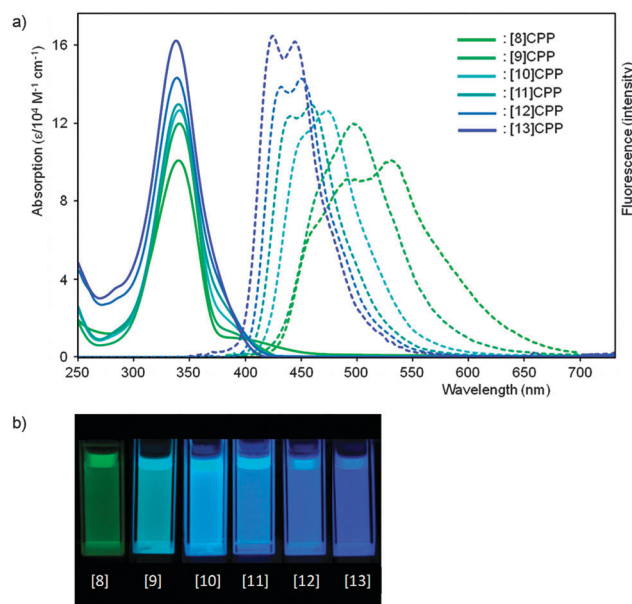 a)
16
12
8
4
0
Absorption (ε/10⁴ M⁻¹ cm⁻¹)
: [8]CPP
: [9]CPP
: [10]CPP
: [11]CPP
: [12]CPP
: [13]CPP
Fluorescence (intensity)
250 300 350 400 450 500 550 600 650 700
Wavelength (nm)
b)
[8] [9] [10] [11] [12] [13]